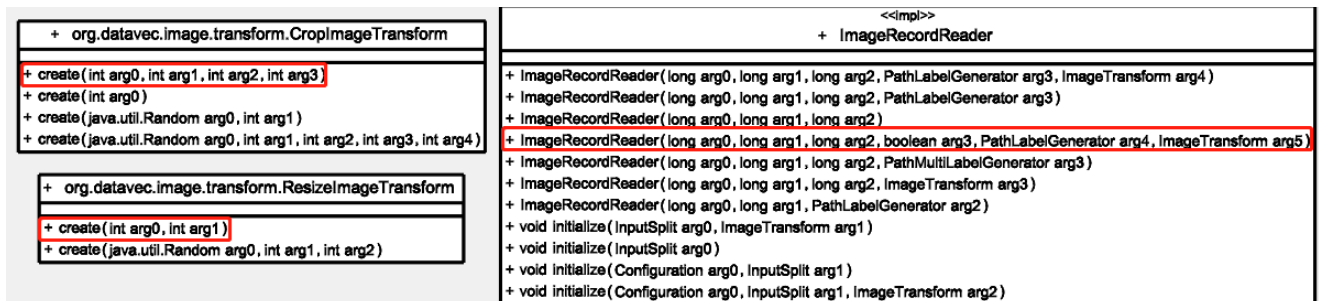 + org.datavec.image.transform.CropImageTransform
+ create(int arg0, int arg1, int arg2, int arg3)
+ create(int arg0)
+ create(java.util.Random arg0, int arg1)
+ create(java.util.Random arg0, int arg1, int arg2, int arg3, int arg4)
+ org.datavec.image.transform.ResizeImageTransform
+ create(int arg0, int arg1)
+ create(java.util.Random arg0, int arg1, int arg2)
<<impl>>
+ ImageRecordReader
+ ImageRecordReader(long arg0, long arg1, long arg2, PathLabelGenerator arg3, ImageTransform arg4)
+ ImageRecordReader(long arg0, long arg1, long arg2, PathLabelGenerator arg3)
+ ImageRecordReader(long arg0, long arg1, long arg2)
+ ImageRecordReader(long arg0, long arg1, long arg2, boolean arg3, PathLabelGenerator arg4, ImageTransform arg5)
+ ImageRecordReader(long arg0, long arg1, long arg2, PathMultiLabelGenerator arg3)
+ ImageRecordReader(long arg0, long arg1, long arg2, ImageTransform arg3)
+ ImageRecordReader(long arg0, long arg1, PathLabelGenerator arg2)
+ void initialize(InputSplit arg0, ImageTransform arg1)
+ void initialize(InputSplit arg0)
+ void initialize(Configuration arg0, InputSplit arg1)
+ void initialize(Configuration arg0, InputSplit arg1, ImageTransform arg2)